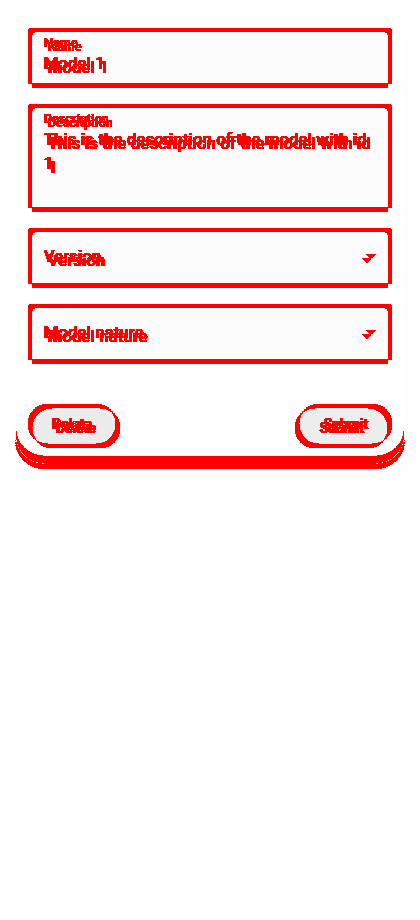 Name
Model 1
Description
This is the description of the model with id
1
Version
Model nature
Delete
Submit